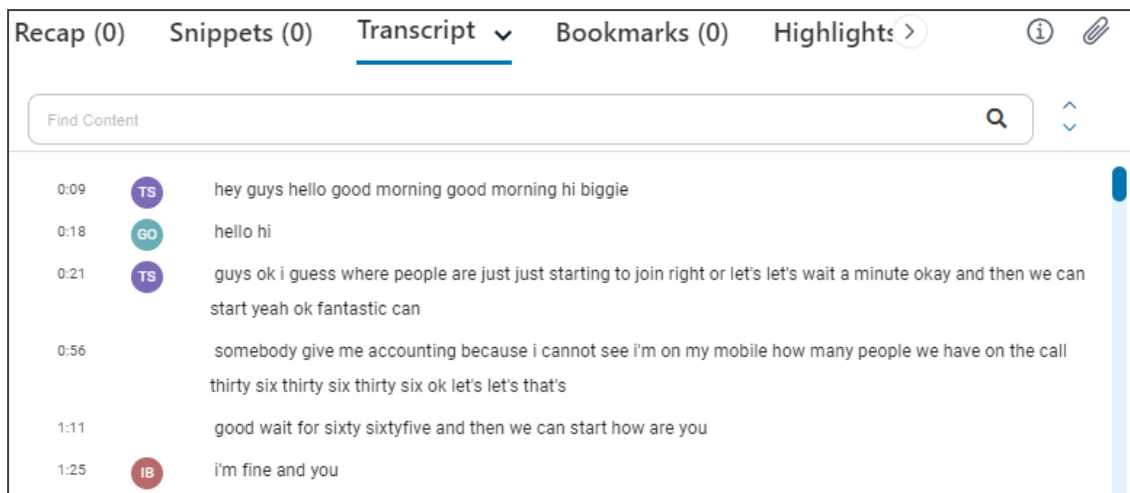 Recap (0) Snippets (0) Transcript Bookmarks (0) Highlights
Find Content
0:09 TS hey guys hello good morning good morning hi biggie
0:18 GO hello hi
0:21 TS guys ok i guess where people are just just starting to join right or let's let's wait a minute okay and then we can
start yeah ok fantastic can
0:56 somebody give me accounting because i cannot see i'm on my mobile how many people we have on the call
thirty six thirty six thirty six ok let's let's that's
1:11 good wait for sixty sixtyfive and then we can start how are you
1:25 IB i'm fine and you